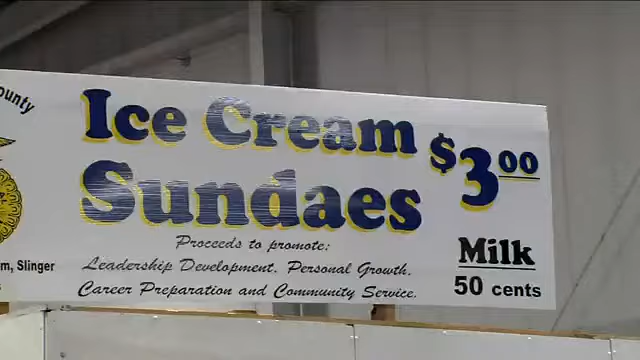 ounty
Ice Cream
Sundaes
$3.00
Proceeds to promote:
Leadership Development. Personal Growth.
Career Preparation and Community Service.
m, Slinger
Milk
50 cents